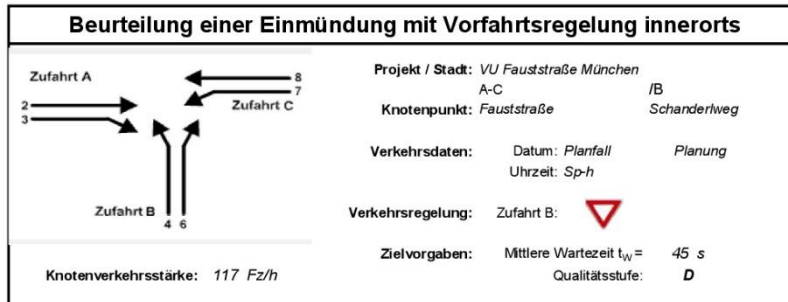 Beurteilung einer Einmündung mit Vorfahrtsregelung innerorts
Zufahrt A
8
7
Zufahrt C
2
3
Zufahrt B
4 6
Knotenverkehrsstärke: 117 Fz/h
Projekt / Stadt: VU Fauststraße München
A-C /B
Knotenpunkt: Fauststraße Schanderlweg
Verkehrsdaten: Datum: Planfall Planung
Uhrzeit: Sp-h
Verkehrsregelung: Zufahrt B:
Zielvorgaben: Mittlere Wartezeit tW = 45 s
Qualitätsstufe: D